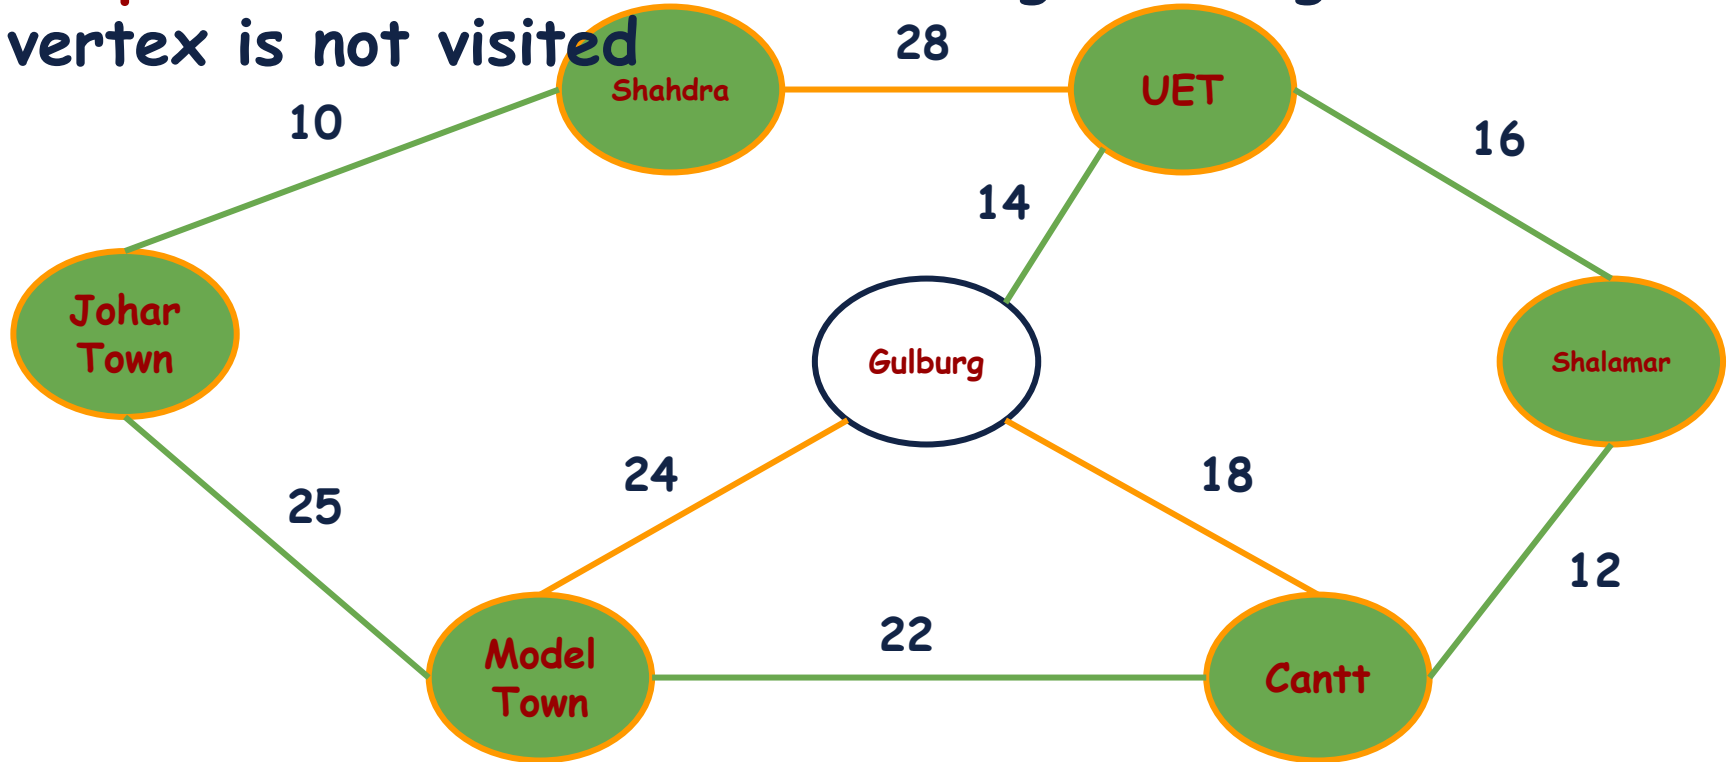 vertex is not visited
28
Shahdra
UET
10
16
14
Johar
Town
Gulburg
Shalamar
24
18
25
12
22
Model
Town
Cantt